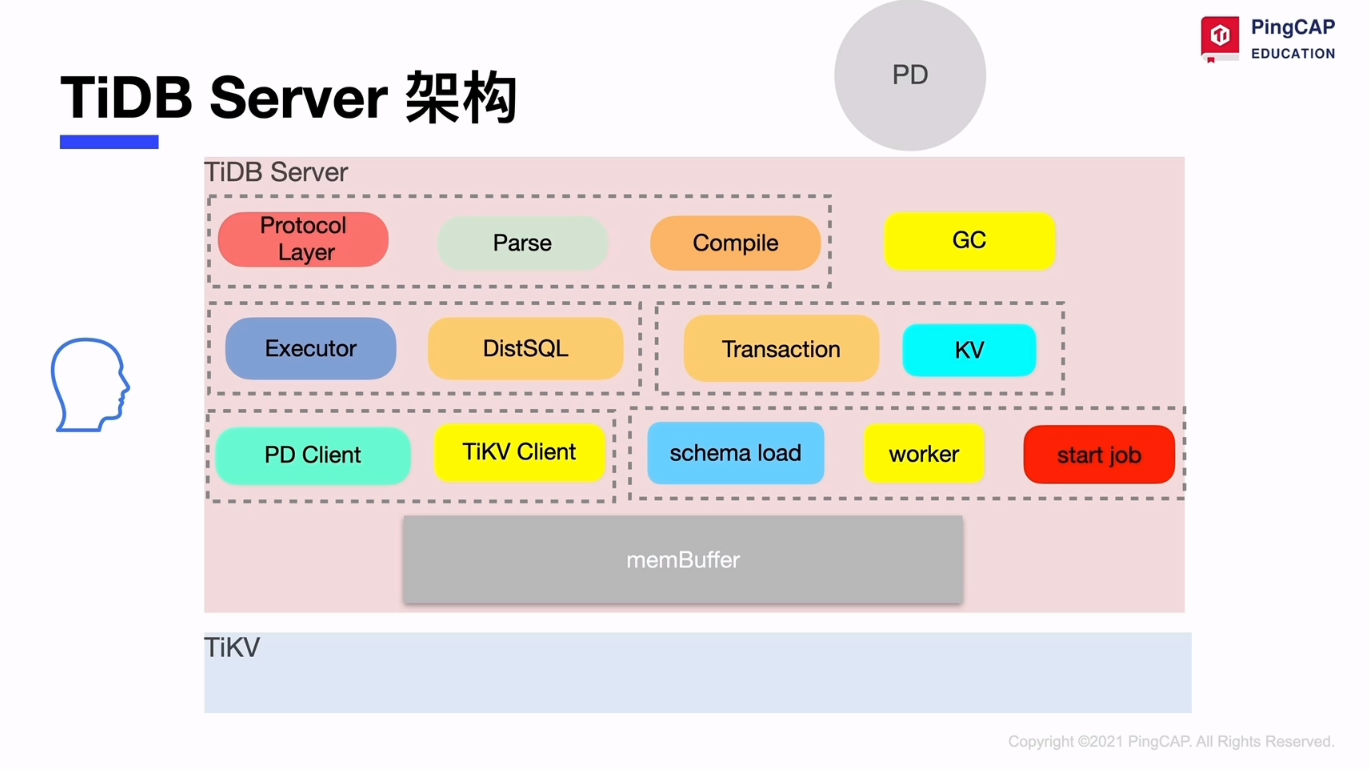 PD
PingCAP
EDUCATION
TiDB Server 架构
TiDB Server
Protocol
Layer
Parse
Compile
GC
Executor
DistSQL
Transaction
KV
PD Client
TiKV Client
schema load
worker
start job
memBuffer
TiKV
Copyright ©2021 PingCAP. All Rights Reserved.